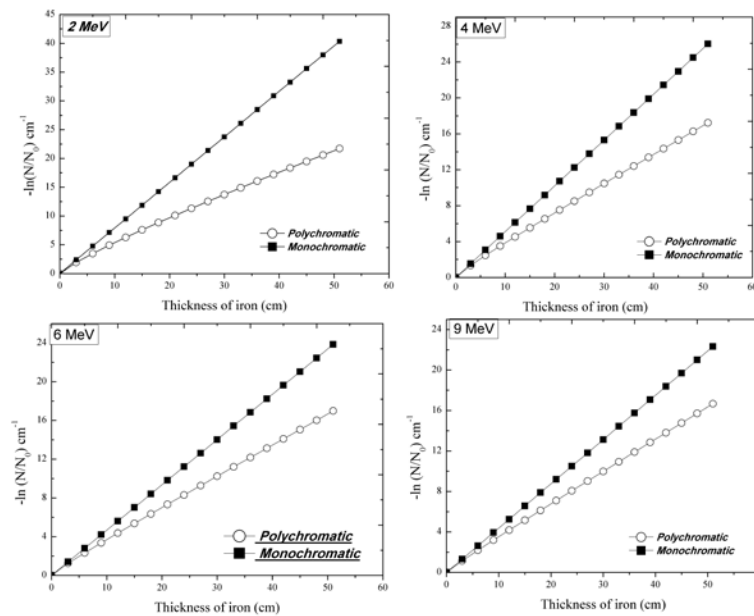 2 MeV
45
40
35
30
25
20
15
10
5
0
-ln(N/N₀) cm⁻¹
Polychromatic
Monochromatic
0 10 20 30 40 50 60
Thickness of iron (cm)
4 MeV
28
24
20
16
12
8
4
0
-ln (N/N₀) cm⁻¹
Polychromatic
Monochromatic
0 10 20 30 40 50 60
Thickness of iron (cm)
6 MeV
24
20
16
12
8
4
0
-ln (N/N₀) cm⁻¹
Polychromatic
Monochromatic
0 10 20 30 40 50 60
Thickness of iron (cm)
9 MeV
24
20
16
12
8
4
0
-ln (N/N₀) cm⁻¹
Polychromatic
Monochromatic
0 10 20 30 40 50 60
Thickness of iron (cm)